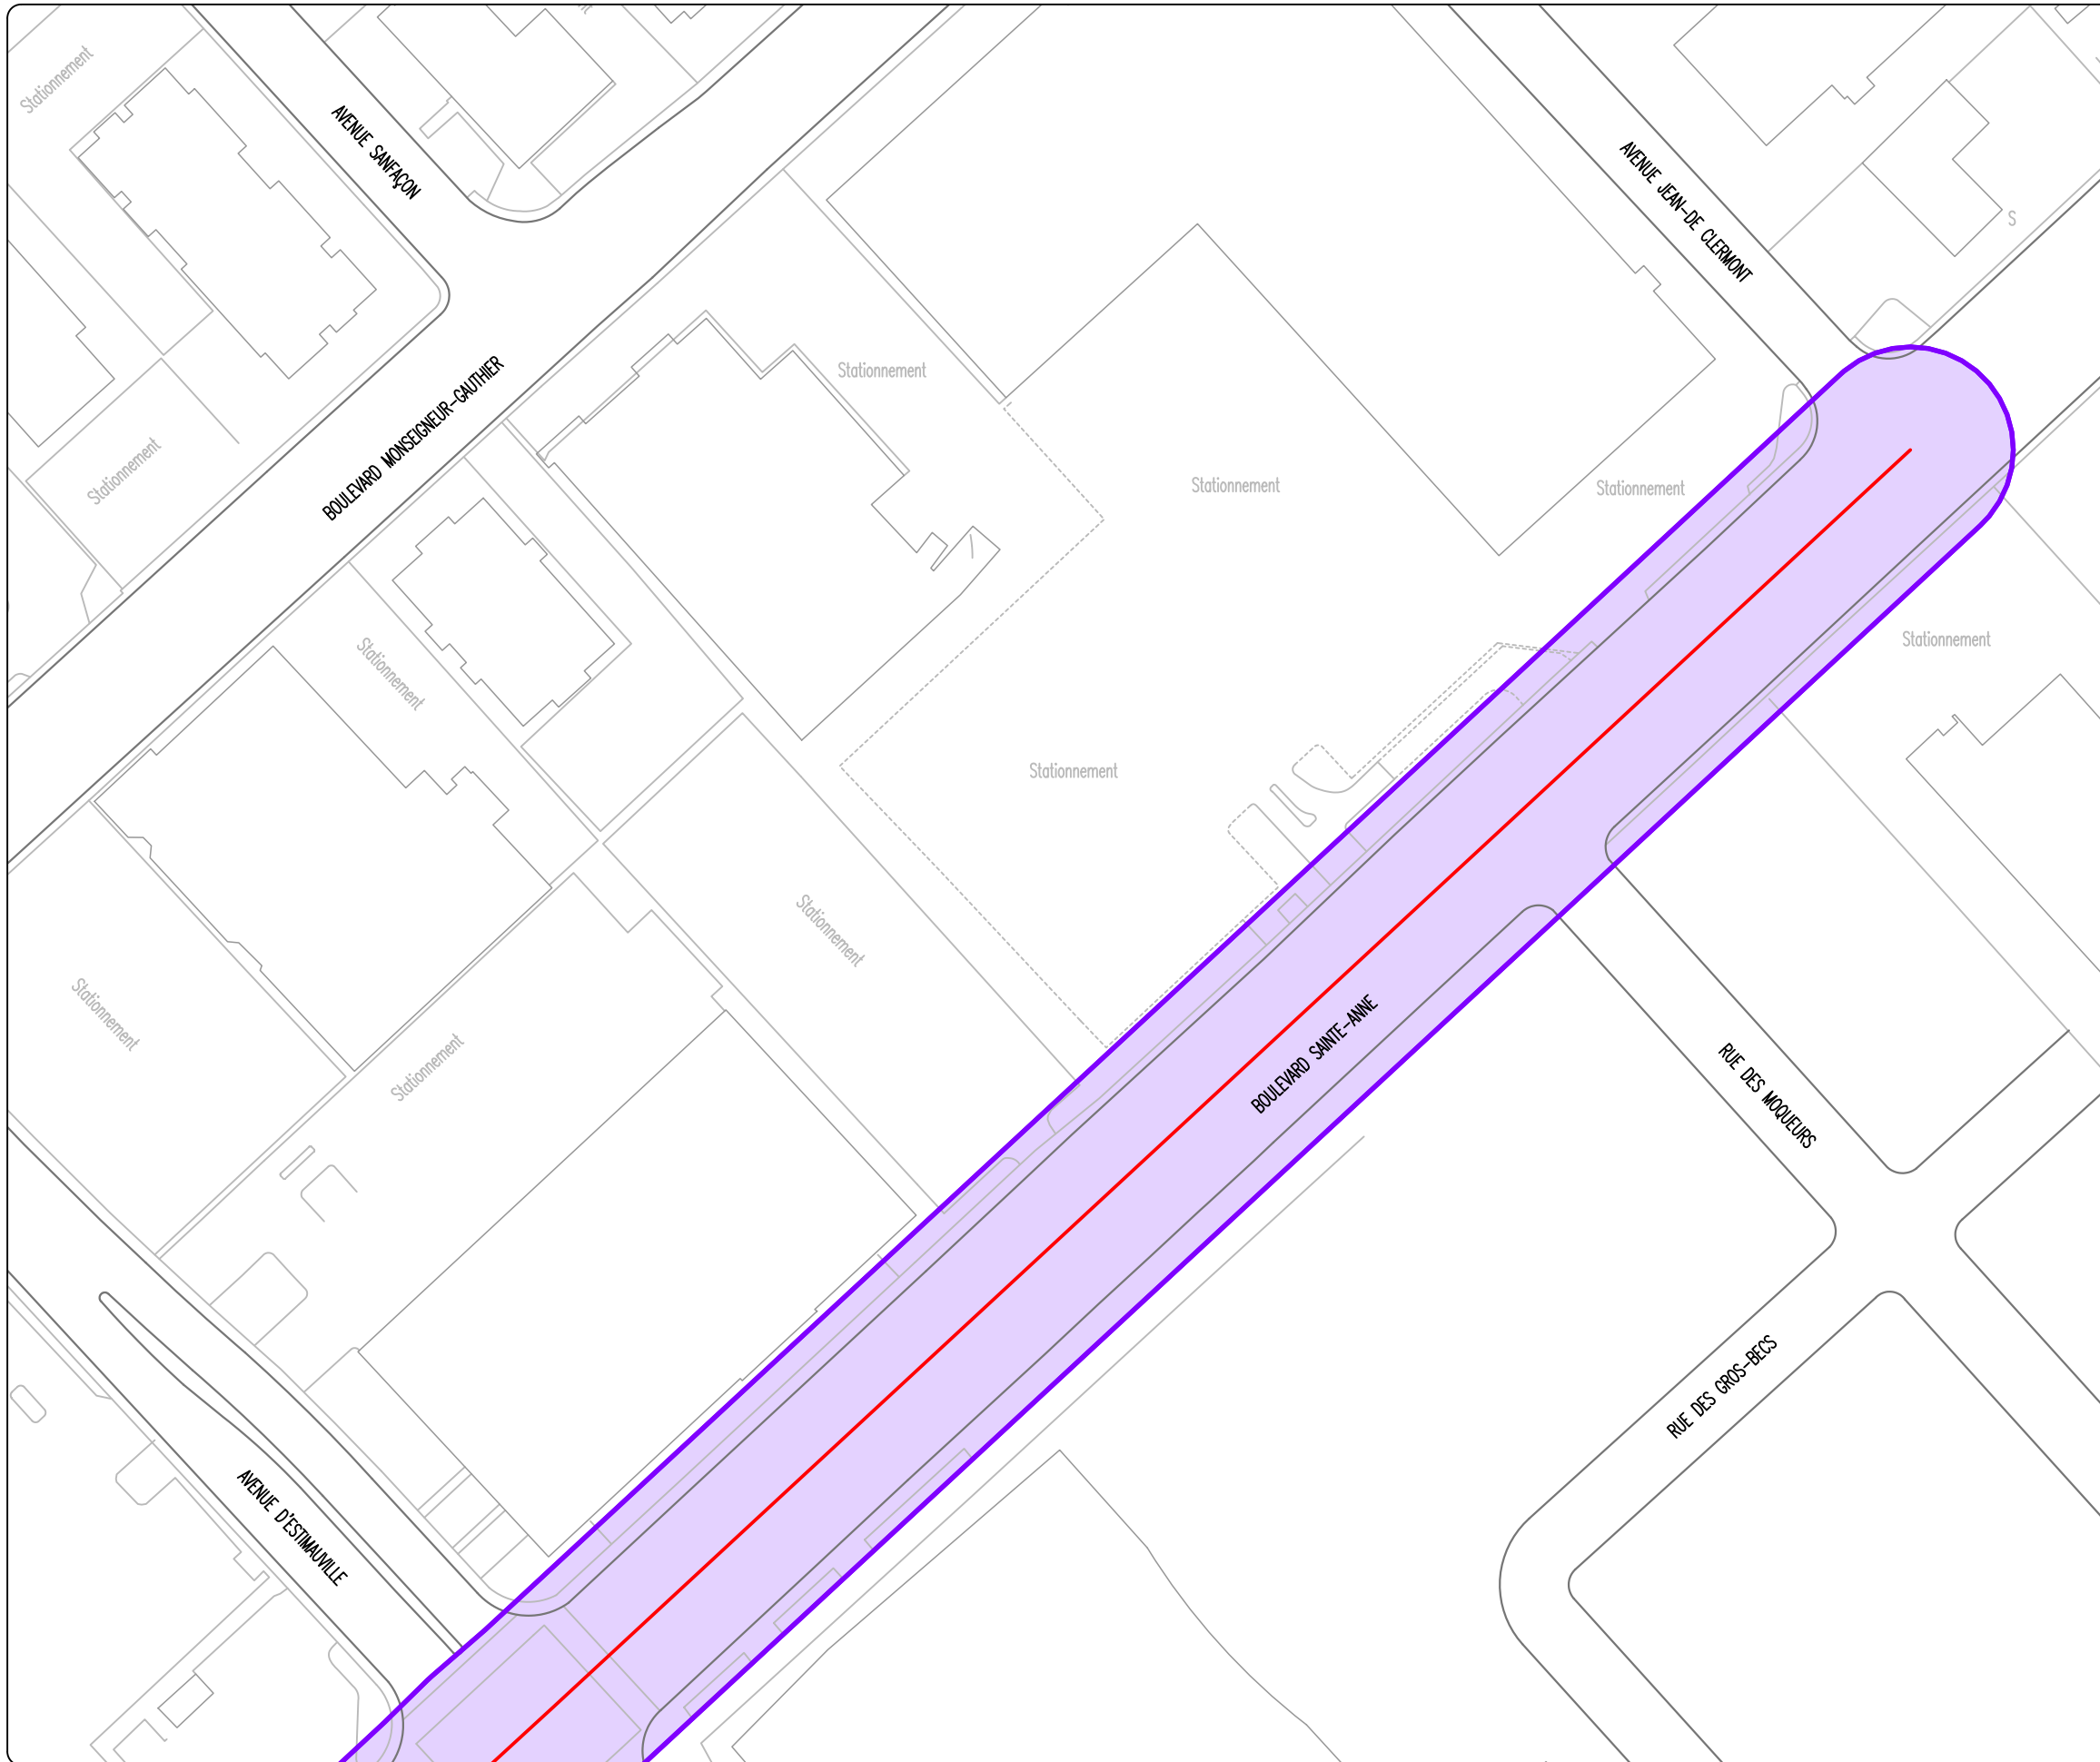 Stationnement
AVENUE SANFAÇON
AVENUE JEAN-DE CLERMONT
S
BOULEVARD MONSEIGNEUR-GAUTHIER
Stationnement
Stationnement
Stationnement
Stationnement
Stationnement
Stationnement
Stationnement
Stationnement
Stationnement
BOULEVARD SAINTE-ANNE
Stationnement
Stationnement
RUE DES MOQUEURS
RUE DES GROS-BECS
AVENUE D'ESTIMAUVILLE